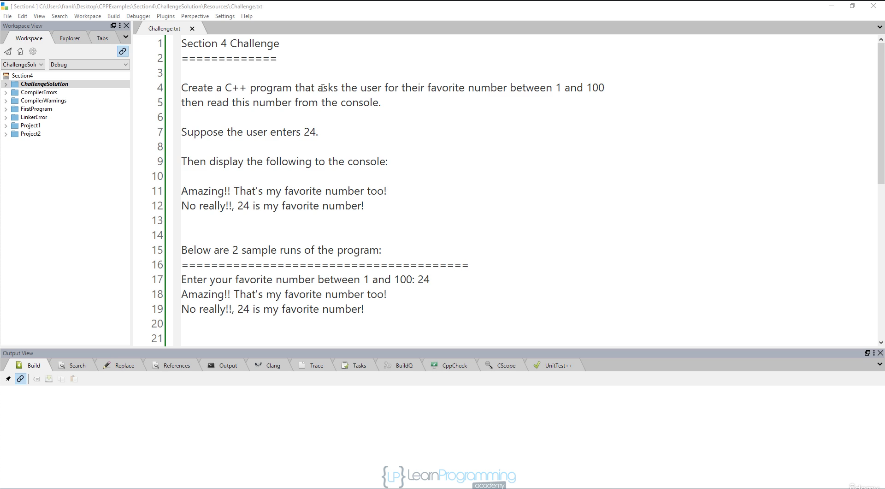 [ Section4 ] C:\Users\frank\Desktop\CPPExamples\Section4\ChallengeSolution\Resources\Challenge.txt
File Edit View Search Workspace Build Debugger Plugins Perspective Settings Help
Workspace View
Workspace Explorer Tabs
ChallengeSolu Debug
Section4
ChallengeSolution
CompilerErrors
CompilerWarnings
FirstProgram
LinkerError
Project1
Project2
Challenge.txt
1 Section 4 Challenge
2 =============
3
4 Create a C++ program that asks the user for their favorite number between 1 and 100
5 then read this number from the console.
6
7 Suppose the user enters 24.
8
9 Then display the following to the console:
10
11 Amazing!! That's my favorite number too!
12 No really!!, 24 is my favorite number!
13
14
15 Below are 2 sample runs of the program:
16 =======================================
17 Enter your favorite number between 1 and 100: 24
18 Amazing!! That's my favorite number too!
19 No really!!, 24 is my favorite number!
20
21
Output View
Build Search Replace References Output Clang Trace Tasks BuildQ CppCheck CScope UnitTest++
{LP} LearnProgramming
academy